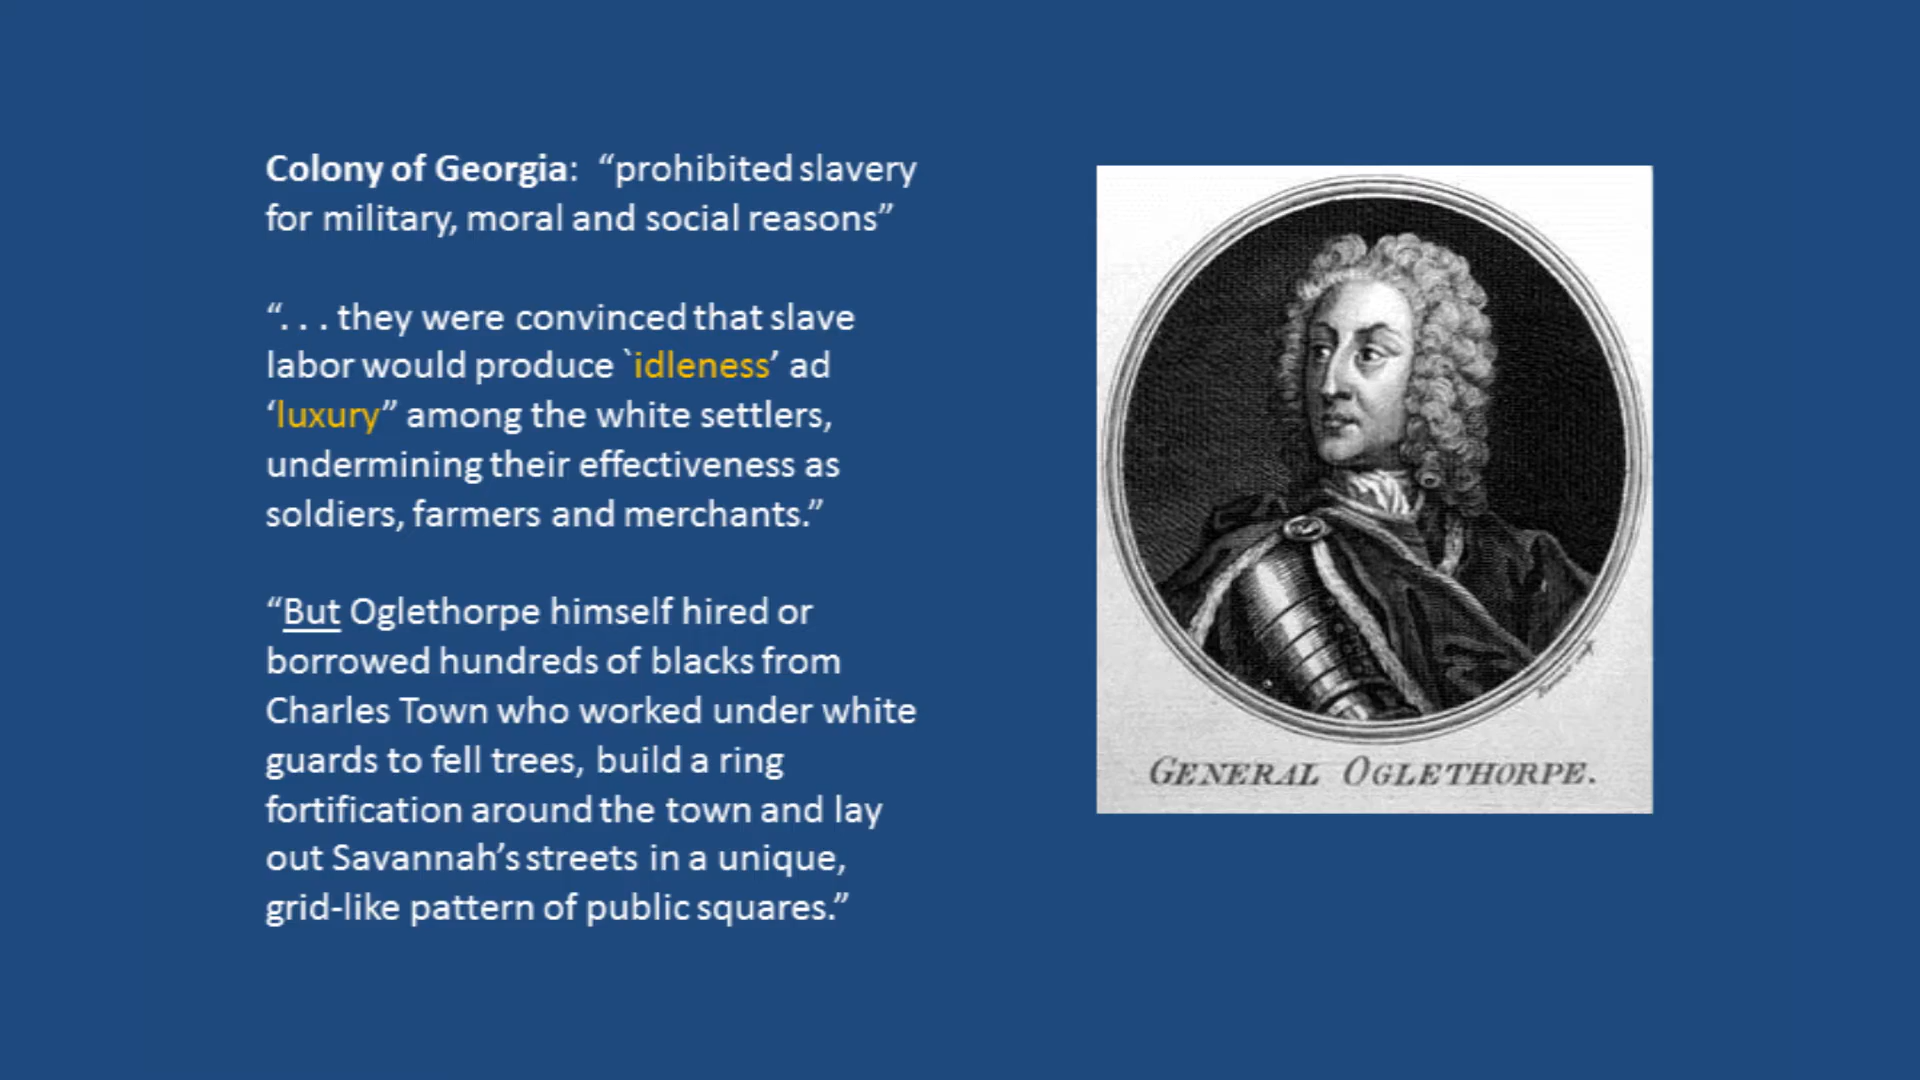 Colony of Georgia:  “prohibited slavery
for military, moral and social reasons”
“. . . they were convinced that slave
labor would produce `idleness’ ad
‘luxury” among the white settlers,
undermining their effectiveness as
soldiers, farmers and merchants.”
“But Oglethorpe himself hired or
borrowed hundreds of blacks from
Charles Town who worked under white
guards to fell trees, build a ring
fortification around the town and lay
out Savannah’s streets in a unique,
grid-like pattern of public squares.”
GENERAL OGLETHORPE.